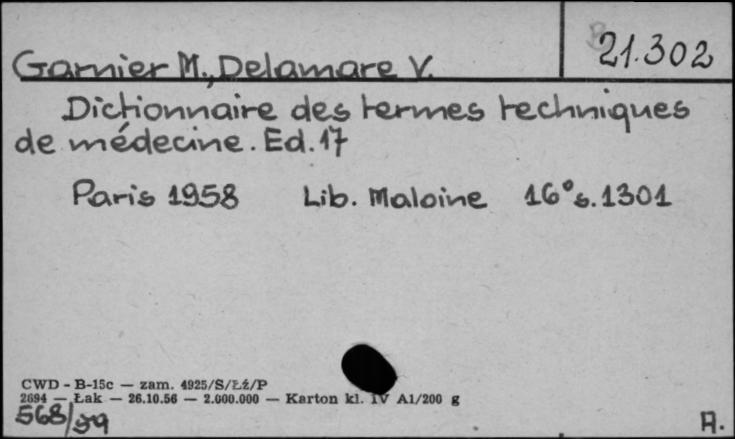 21.302
Garnier M., Delamare V.
Dictionnaire des termes techniques
de médecine. Ed. 17
Paris 1958 Lib. Maloine 16° s. 1301
CWD - B-15c — zam. 4925/S/Łź/P
2694 — Łak — 26.10.56 — 2.000.000 — Karton kl. IV A1/200 g
568/59
A.